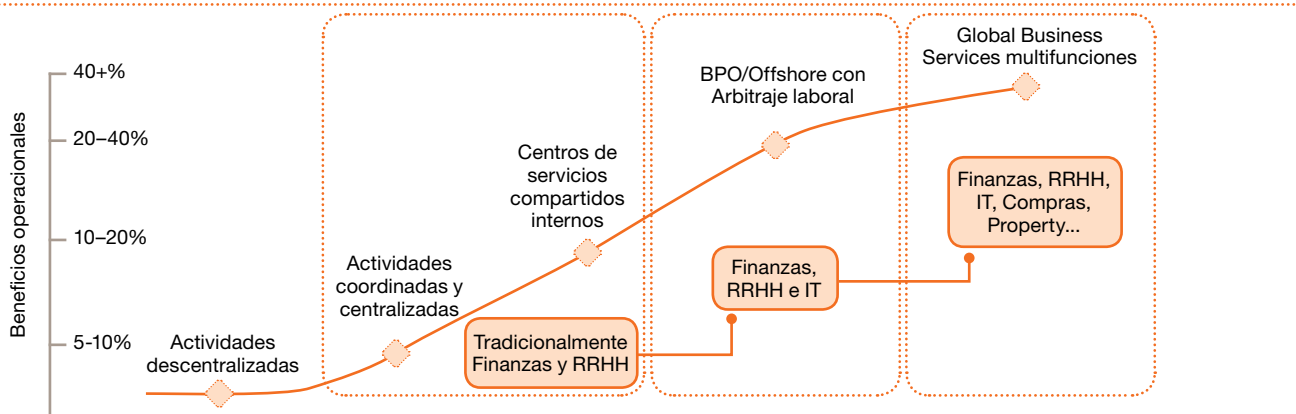 Beneficios operacionales
40+%
20–40%
10–20%
5-10%
Actividades
descentralizadas
Actividades
coordinadas y
centralizadas
Centros de
servicios
compartidos
internos
BPO/Offshore con
Arbitraje laboral
Global Business
Services multifunciones
Tradicionalmente
Finanzas y RRHH
Finanzas,
RRHH e IT
Finanzas, RRHH,
IT, Compras,
Property...